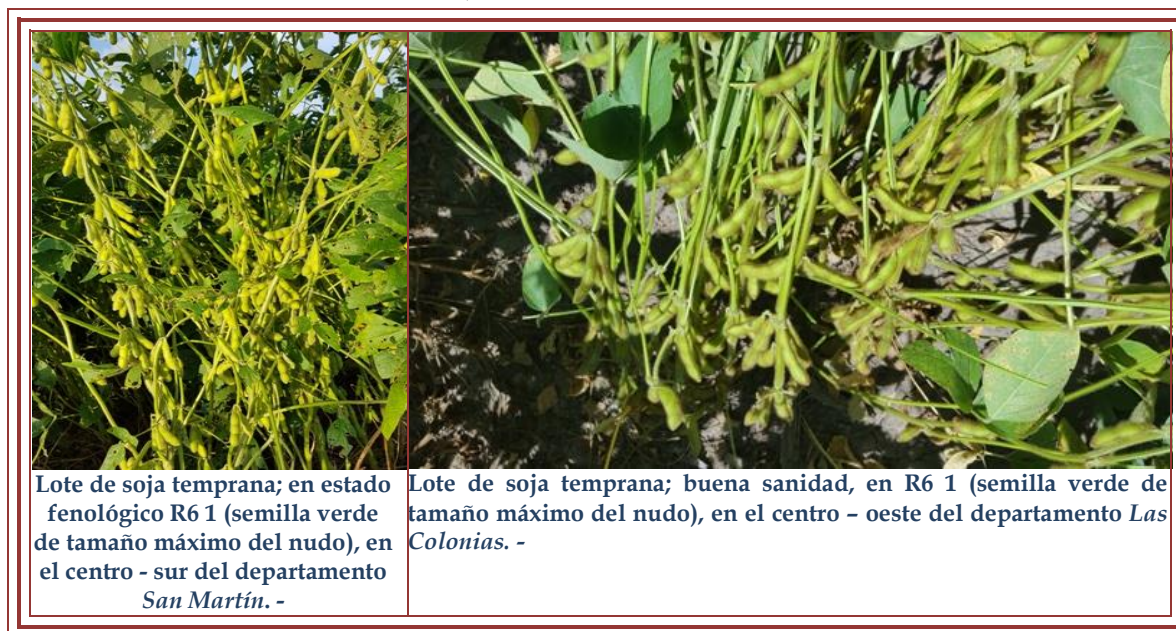 Lote de soja temprana; en estado
fenológico R6 1 (semilla verde
de tamaño máximo del nudo), en
el centro - sur del departamento
San Martín. -
Lote de soja temprana; buena sanidad, en R6 1 (semilla verde de
tamaño máximo del nudo), en el centro – oeste del departamento Las
Colonias. -